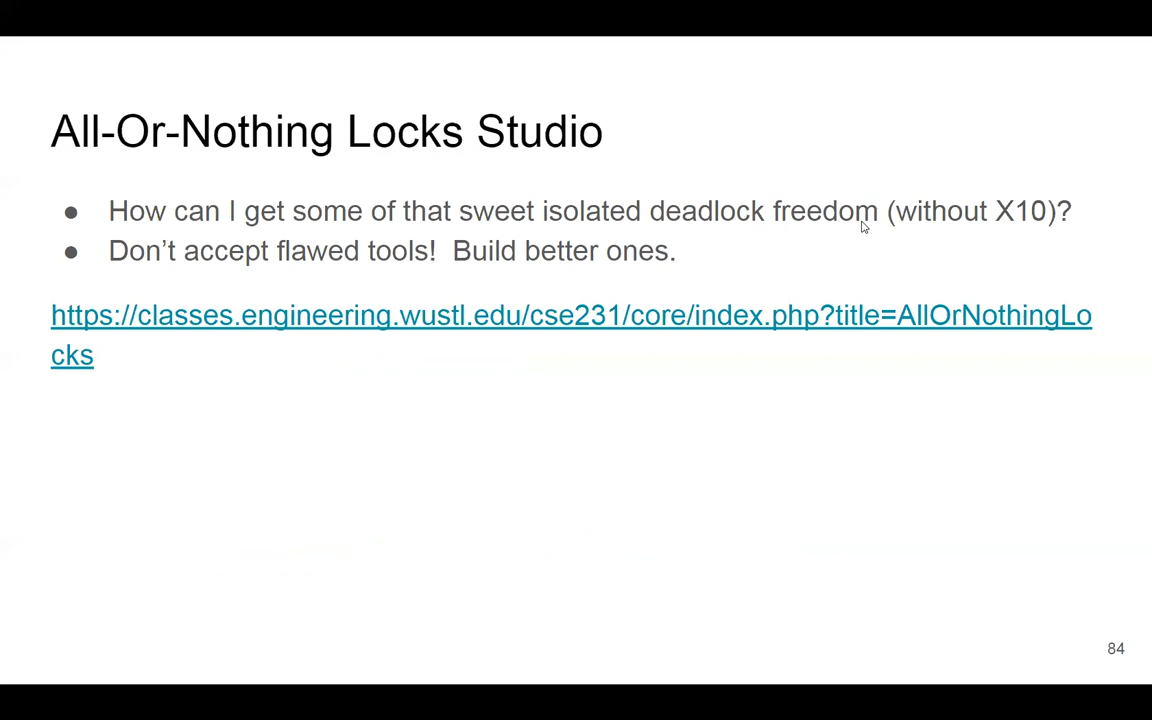 All-Or-Nothing Locks Studio
● How can I get some of that sweet isolated deadlock freedom (without X10)?
● Don’t accept flawed tools!  Build better ones.
https://classes.engineering.wustl.edu/cse231/core/index.php?title=AllOrNothingLo
cks
84